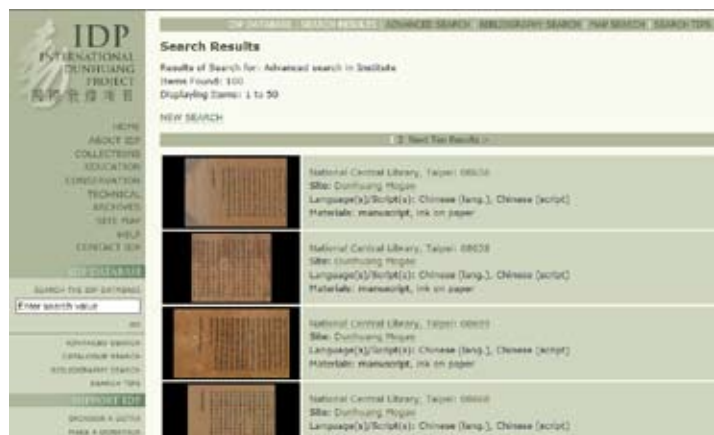 IDP
INTERNATIONAL
DUNHUANG
PROJECT
國際敦煌項目
HOME
ABOUT IDP
COLLECTIONS
EDUCATION
CONSERVATION
TECHNICAL
ARCHIVES
SITE MAP
HELP
CONTACT IDP
IDP DATABASE
SEARCH THE IDP DATABASE
Enter search value
GO
ADVANCED SEARCH
CATALOGUE SEARCH
BIBLIOGRAPHY SEARCH
SEARCH TIPS
SUPPORT IDP
SPONSOR A SUTRA
MAKE A DONATION
IDP DATABASE | SEARCH RESULTS | ADVANCED SEARCH | BIBLIOGRAPHY SEARCH | MAP SEARCH | SEARCH TIPS
Search Results
Results of Search for: Advanced search in Institute
Items Found: 100
Displaying Items: 1 to 50
NEW SEARCH
1 2 Next Ten Results >
National Central Library, Taipei
Site: Dunhuang Mogao
Language(s)/Script(s): Chinese (lang.), Chinese (script)
Materials: manuscript, ink on paper
National Central Library, Taipei
Site: Dunhuang Mogao
Language(s)/Script(s): Chinese (lang.), Chinese (script)
Materials: manuscript, ink on paper
National Central Library, Taipei
Site: Dunhuang Mogao
Language(s)/Script(s): Chinese (lang.), Chinese (script)
Materials: manuscript, ink on paper
National Central Library, Taipei
Site: Dunhuang Mogao
Language(s)/Script(s): Chinese (lang.), Chinese (script)